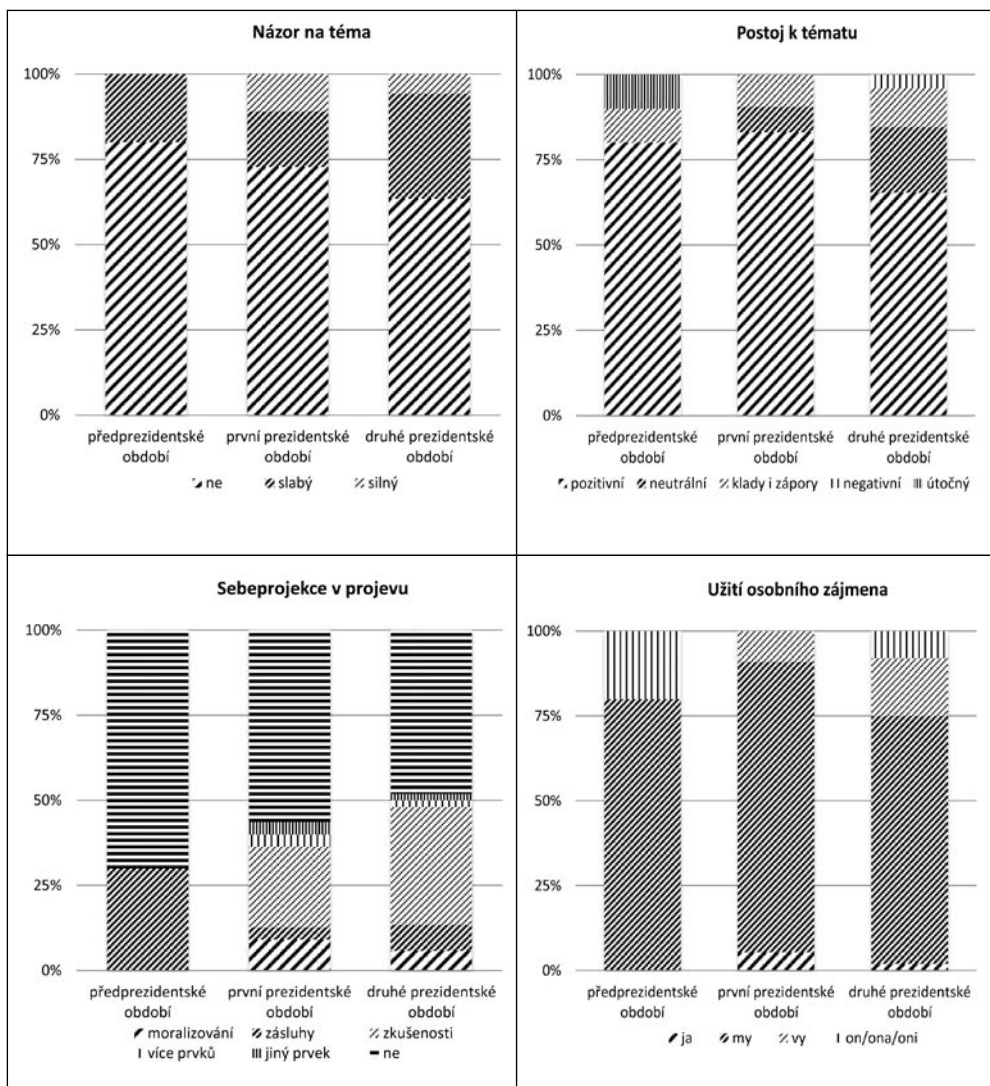 Názor na téma
100%
75%
50%
25%
0%
předprezidentské
období
první prezidentské
období
druhé prezidentské
období
ne slabý silný
Postoj k tématu
100%
75%
50%
25%
0%
předprezidentské
období
první prezidentské
období
druhé prezidentské
období
pozitivní neutrální klady i zápory negativní útočný
Sebeprojekce v projevu
100%
75%
50%
25%
0%
předprezidentské
období
první prezidentské
období
druhé prezidentské
období
moralizování zásluhy zkušenosti
více prvků jiný prvek ne
Užití osobního zájmena
100%
75%
50%
25%
0%
předprezidentské
období
první prezidentské
období
druhé prezidentské
období
ja my vy on/ona/oni